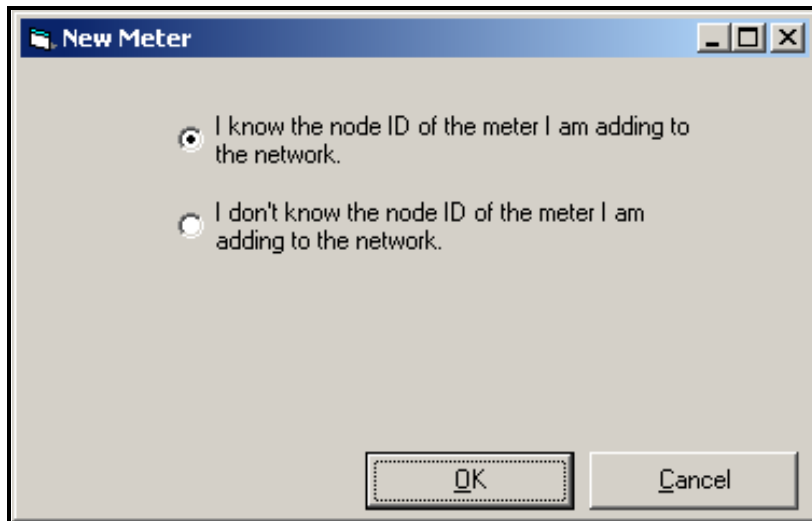 New Meter
I know the node ID of the meter I am adding to
the network.
I don't know the node ID of the meter I am
adding to the network.
OK
Cancel